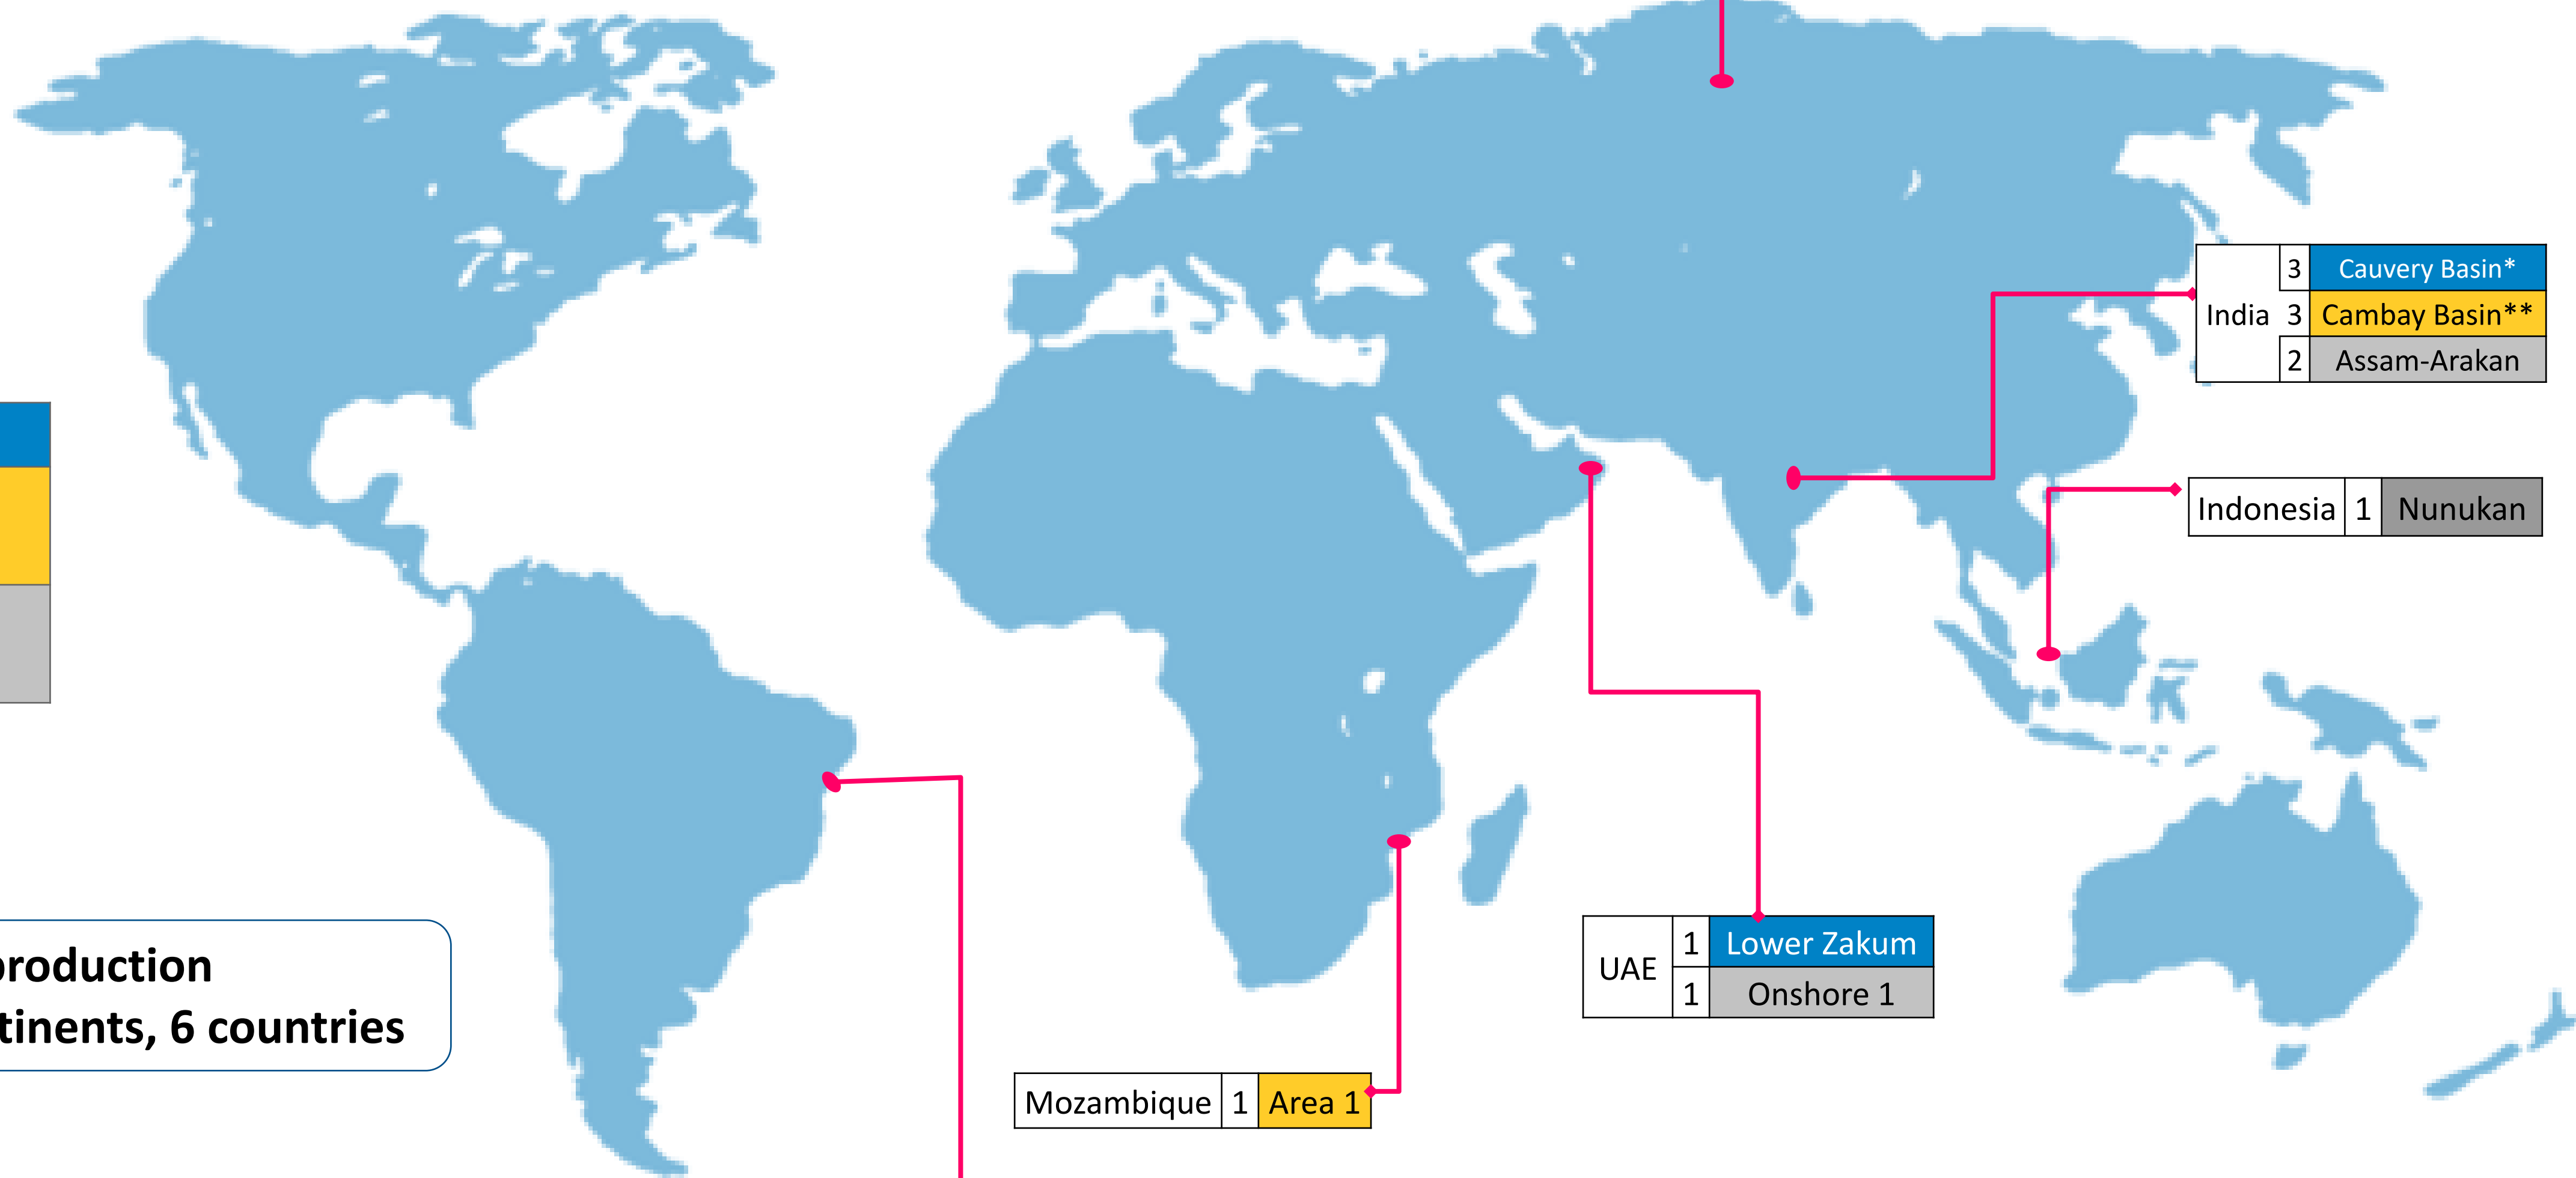 3 Cauvery Basin*
India 3 Cambay Basin**
2 Assam-Arakan
Indonesia 1 Nunukan
production
tinents, 6 countries
UAE
1 Lower Zakum
1 Onshore 1
Mozambique 1 Area 1